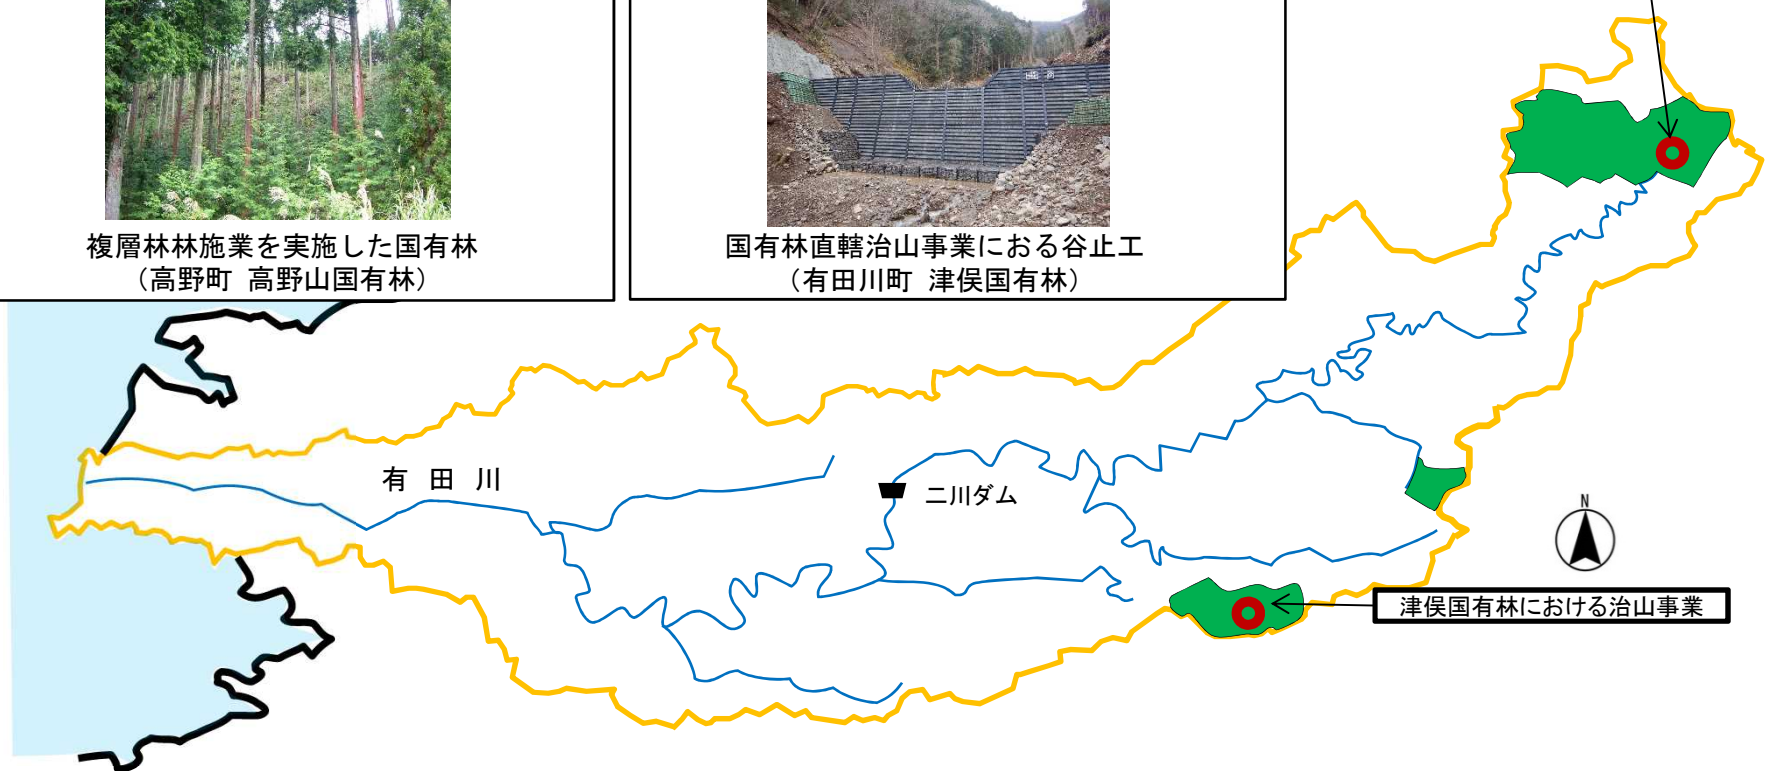 複層林林施業を実施した国有林
（高野町 高野山国有林）
国有林直轄治山事業におる谷止工
（有田川町 津俣国有林）
有 田 川
二川ダム
N
津俣国有林における治山事業